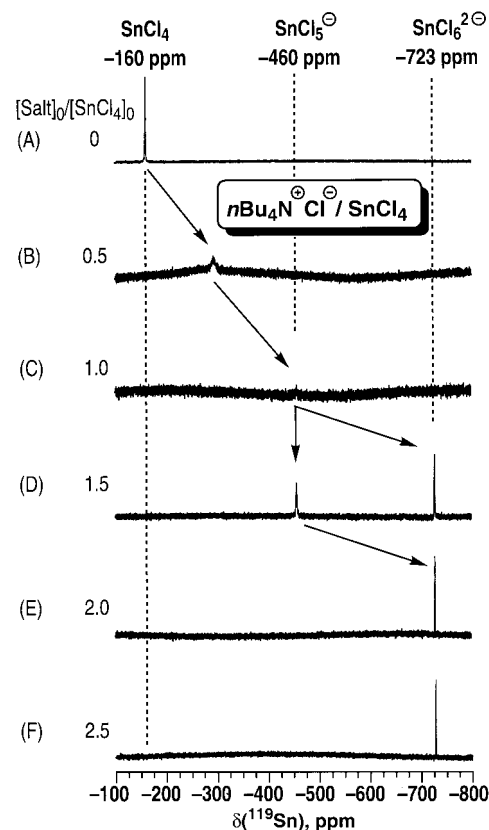 SnCl₄ SnCl₅⊖ SnCl₆²⊖
–160 ppm –460 ppm –723 ppm
[Salt]₀/[SnCl₄]₀
(A) 0
nBu₄N⊕Cl⊖/ SnCl₄
(B) 0.5
(C) 1.0
(D) 1.5
(E) 2.0
(F) 2.5
–100 –200 –300 –400 –500 –600 –700 –800
δ(¹¹⁹Sn), ppm